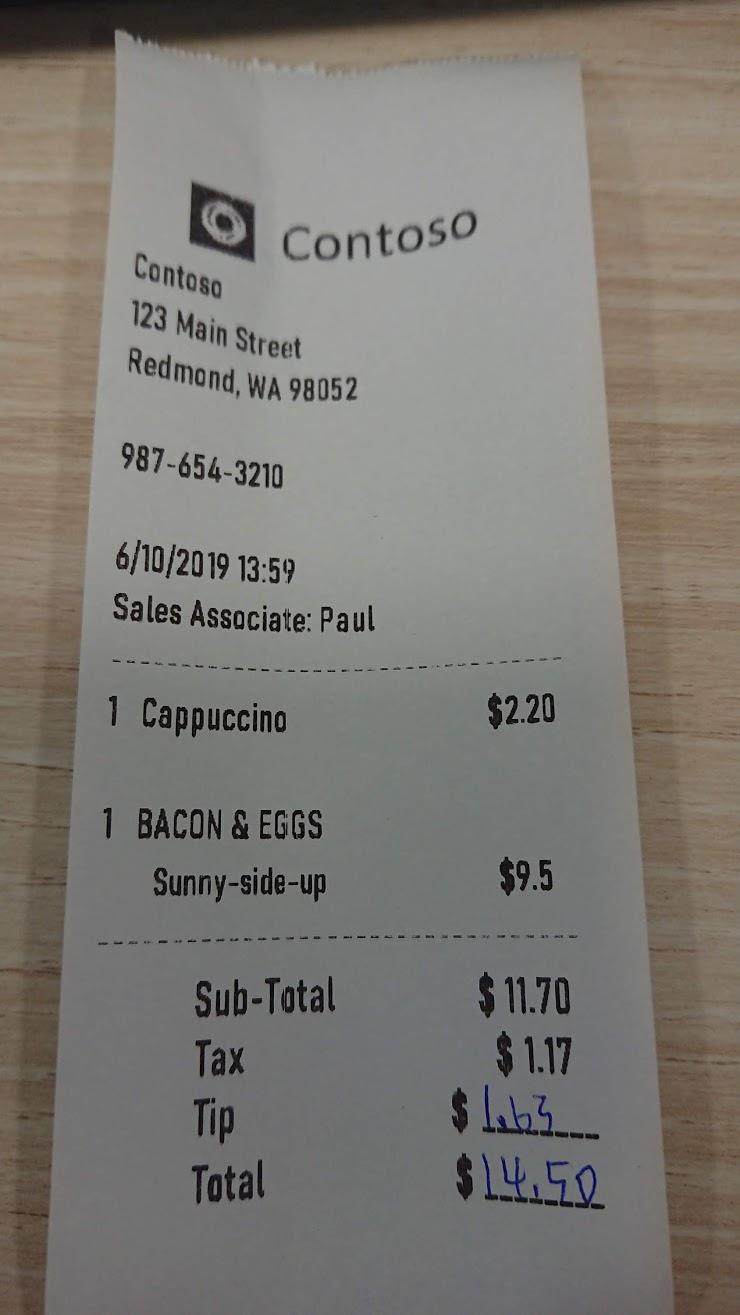 Contoso
Contoso
123 Main Street
Redmond, WA 98052
987-654-3210
6/10/2019 13:59
Sales Associate: Paul
1 Cappuccino $2.20
1 BACON & EGGS
Sunny-side-up $9.5
Sub-Total $ 11.70
Tax $ 1.17
Tip $ 1.63
Total $ 14.50